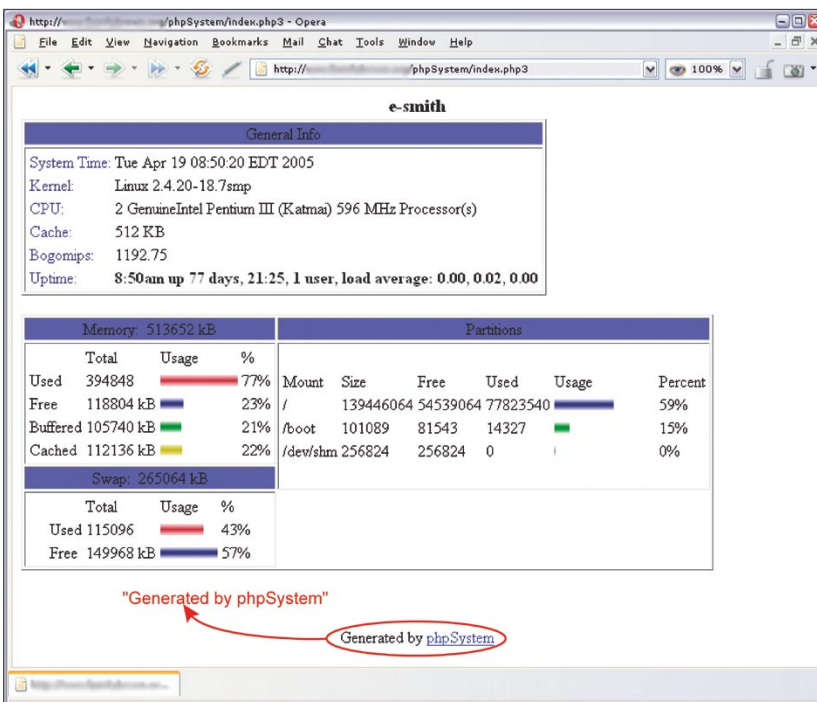 http:// /phpSystem/index.php3 - Opera
File Edit View Navigation Bookmarks Mail Chat Tools Window Help
http:// /phpSystem/index.php3 100%
e-smith
General Info
System Time: Tue Apr 19 08:50:20 EDT 2005
Kernel: Linux 2.4.20-18.7smp
CPU: 2 GenuineIntel Pentium III (Katmai) 596 MHz Processor(s)
Cache: 512 KB
Bogomips: 1192.75
Uptime: 8:50am up 77 days, 21:25, 1 user, load average: 0.00, 0.02, 0.00
Memory: 513652 kB
Total Usage %
Used 394848 77%
Free 118804 kB 23%
Buffered 105740 kB 21%
Cached 112136 kB 22%
Swap: 265064 kB
Total Usage %
Used 115096 43%
Free 149968 kB 57%
Partitions
Mount Size Free Used Usage Percent
/ 139446064 54539064 77823540 59%
/boot 101089 81543 14327 15%
/dev/shm 256824 256824 0 0%
"Generated by phpSystem"
Generated by phpSystem